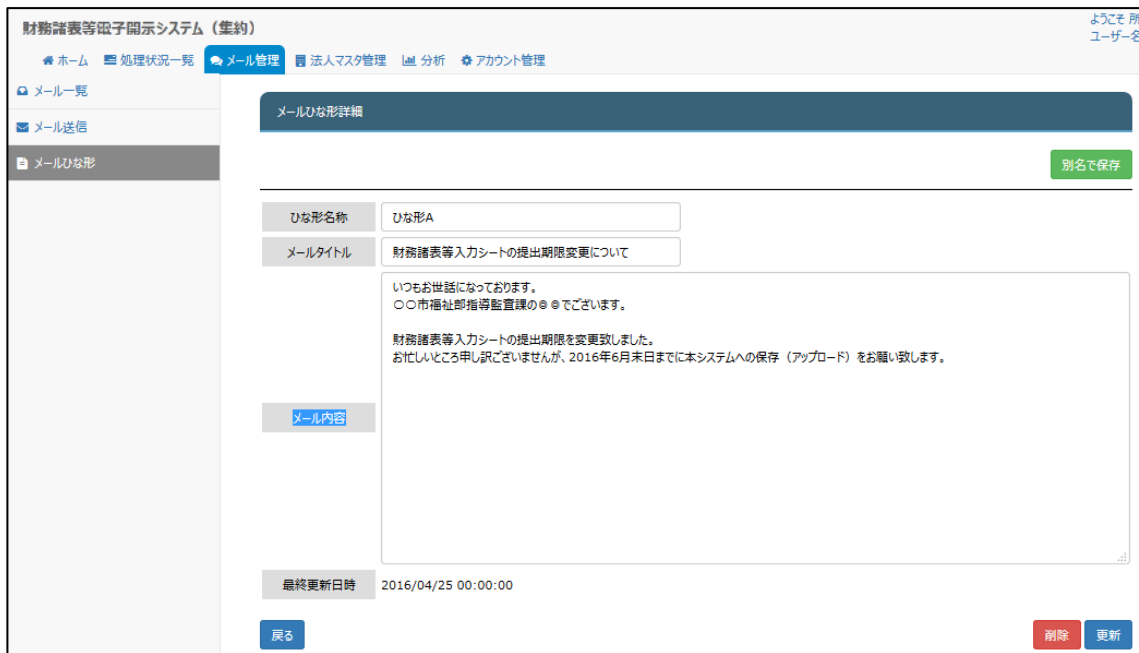 財務諸表等電子開示システム（集約）
ようこそ 所
ユーザー名
ホーム 処理状況一覧 メール管理 法人マスタ管理 分析 アカウント管理
メール一覧
メール送信
メールひな形
メールひな形詳細
別名で保存
ひな形名称 ひな形A
メールタイトル 財務諸表等入力シートの提出期限変更について
いつもお世話になっております。
〇〇市福祉部指導監査課の◎◎でございます。
財務諸表等入力シートの提出期限を変更致しました。
お忙しいところ申し訳ございませんが、2016年6月末日までに本システムへの保存（アップロード）をお願い致します。
メール内容
最終更新日時 2016/04/25 00:00:00
戻る 削除 更新